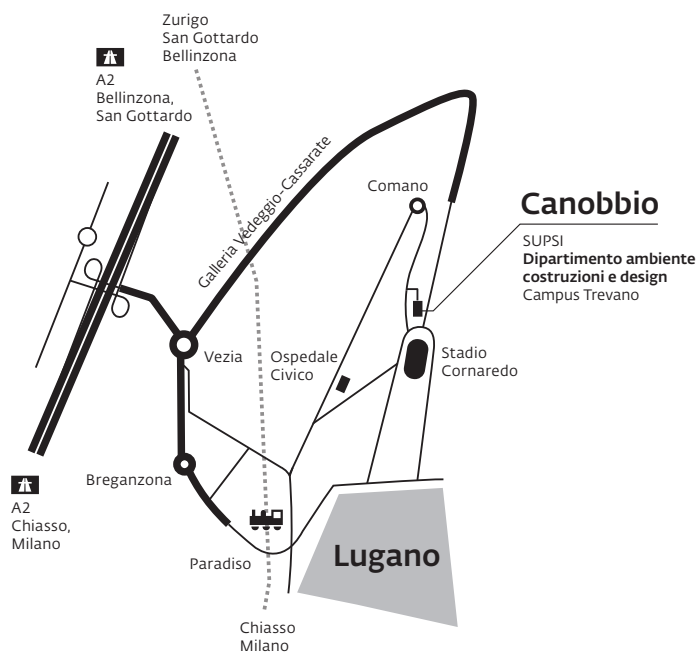 Zurigo
San Gottardo
Bellinzona
A2
Bellinzona,
San Gottardo
Galleria Vedeggio-Cassarate
Comano
Canobbio
SUPSI
Dipartimento ambiente
costruzioni e design
Campus Trevano
Vezia
Ospedale
Civico
Stadio
Cornaredo
Breganzona
A2
Chiasso,
Milano
Paradiso
Lugano
Chiasso
Milano